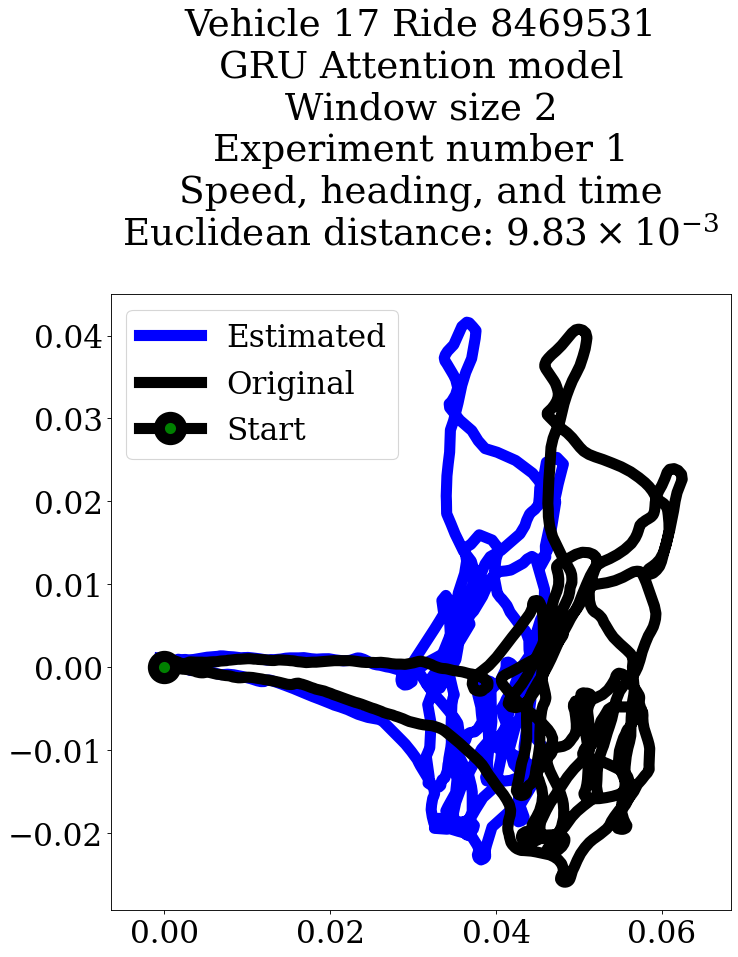 Vehicle 17 Ride 8469531
GRU Attention model
Window size 2
Experiment number 1
Speed, heading, and time
Euclidean distance: 9.83 × 10⁻³
Estimated
Original
Start
0.04
0.03
0.02
0.01
0.00
−0.01
−0.02
0.00 0.02 0.04 0.06